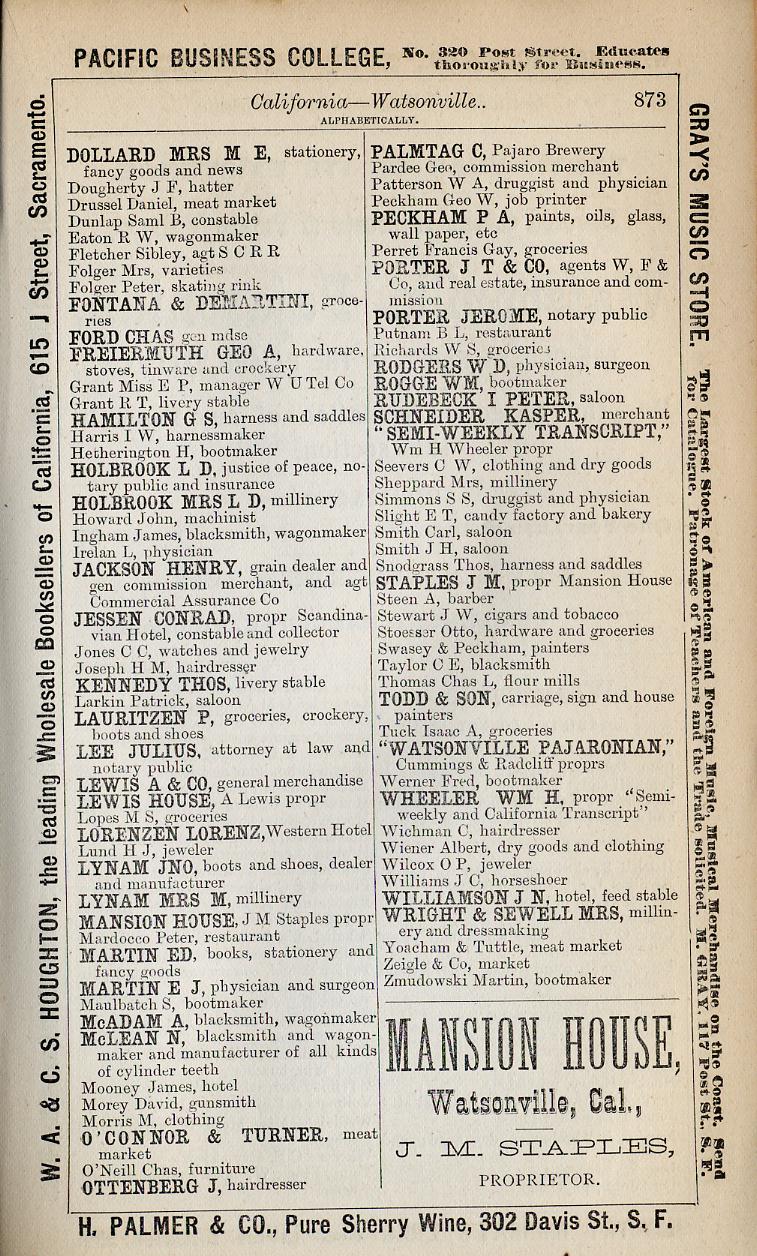 PACIFIC BUSINESS COLLEGE, No. 320 Post Street. Educates
thoroughly for Business.
California—Watsonville..
873
ALPHABETICALLY.
DOLLARD MRS M E, stationery,
fancy goods and news
Dougherty J F, hatter
Drussel Daniel, meat market
Dunlap Saml B, constable
Eaton R W, wagonmaker
Fletcher Sibley, agt S C R R
Folger Mrs, varieties
Folger Peter, skating rink
FONTANA & DEMARTINI, groce-
ries
FORD CHAS gen mdse
FREIERMUTH GEO A, hardware,
stoves, tinware and crockery
Grant Miss E P, manager W U Tel Co
Grant R T, livery stable
HAMILTON G S, harness and saddles
Harris I W, harnessmaker
Hetherington H, bootmaker
HOLBROOK L D, justice of peace, no-
tary public and insurance
HOLBROOK MRS L D, millinery
Howard John, machinist
Ingham James, blacksmith, wagonmaker
Irelan L, physician
JACKSON HENRY, grain dealer and
gen commission merchant, and agt
Commercial Assurance Co
JESSEN CONRAD, propr Scandina-
vian Hotel, constable and collector
Jones C C, watches and jewelry
Joseph H M, hairdresser
KENNEDY THOS, livery stable
Larkin Patrick, saloon
LAURITZEN P, groceries, crockery,
boots and shoes
LEE JULIUS, attorney at law and
notary public
LEWIS A & CO, general merchandise
LEWIS HOUSE, A Lewis propr
Lopes M S, groceries
LORENZEN LORENZ, Western Hotel
Lund H J, jeweler
LYNAM JNO, boots and shoes, dealer
and manufacturer
LYNAM MRS M, millinery
MANSION HOUSE, J M Staples propr
Mardocco Peter, restaurant
MARTIN ED, books, stationery and
fancy goods
MARTIN E J, physician and surgeon
Maulbatch S, bootmaker
McADAM A, blacksmith, wagonmaker
McLEAN N, blacksmith and wagon-
maker and manufacturer of all kinds
of cylinder teeth
Mooney James, hotel
Morey David, gunsmith
Morris M, clothing
O'CONNOR & TURNER, meat
market
O'Neill Chas, furniture
OTTENBERG J, hairdresser
PALMTAG C, Pajaro Brewery
Pardee Geo, commission merchant
Patterson W A, druggist and physician
Peckham Geo W, job printer
PECKHAM P A, paints, oils, glass,
wall paper, etc
Perret Francis Gay, groceries
PORTER J T & CO, agents W, F &
Co, and real estate, insurance and com-
mission
PORTER JEROME, notary public
Putnam B L, restaurant
Richards W S, groceries
RODGERS W D, physician, surgeon
ROGGE WM, bootmaker
RUDEBECK I PETER, saloon
SCHNEIDER KASPER, merchant
"SEMI-WEEKLY TRANSCRIPT,"
Wm H Wheeler propr
Seevers C W, clothing and dry goods
Sheppard Mrs, millinery
Simmons S S, druggist and physician
Slight E T, candy factory and bakery
Smith Carl, saloon
Smith J H, saloon
Snodgrass Thos, harness and saddles
STAPLES J M, propr Mansion House
Steen A, barber
Stewart J W, cigars and tobacco
Stoesser Otto, hardware and groceries
Swasey & Peckham, painters
Taylor C E, blacksmith
Thomas Chas L, flour mills
TODD & SON, carriage, sign and house
painters
Tuck Isaac A, groceries
"WATSONVILLE PAJARONIAN,"
Cummings & Radcliff proprs
Werner Fred, bootmaker
WHEELER WM H, propr "Semi-
weekly and California Transcript"
Wichman C, hairdresser
Wiener Albert, dry goods and clothing
Wilcox O P, jeweler
Williams J C, horseshoer
WILLIAMSON J N, hotel, feed stable
WRIGHT & SEWELL MRS, millin-
ery and dressmaking
Yoacham & Tuttle, meat market
Zeigle & Co, market
Zmudowski Martin, bootmaker
MANSION HOUSE,
Watsonville, Cal.,
J. M. STAPLES,
PROPRIETOR.
W. A. & C. S. HOUGHTON, the leading Wholesale Booksellers of California, 615 J Street, Sacramento.
GRAY'S MUSIC STORE. The Largest Stock of American and Foreign Music, Musical Merchandise on the Coast. Send
for Catalogue. Patronage of Teachers and the Trade solicited. M. GRAY, 117 Post St., S. F.
H. PALMER & CO., Pure Sherry Wine, 302 Davis St., S. F.